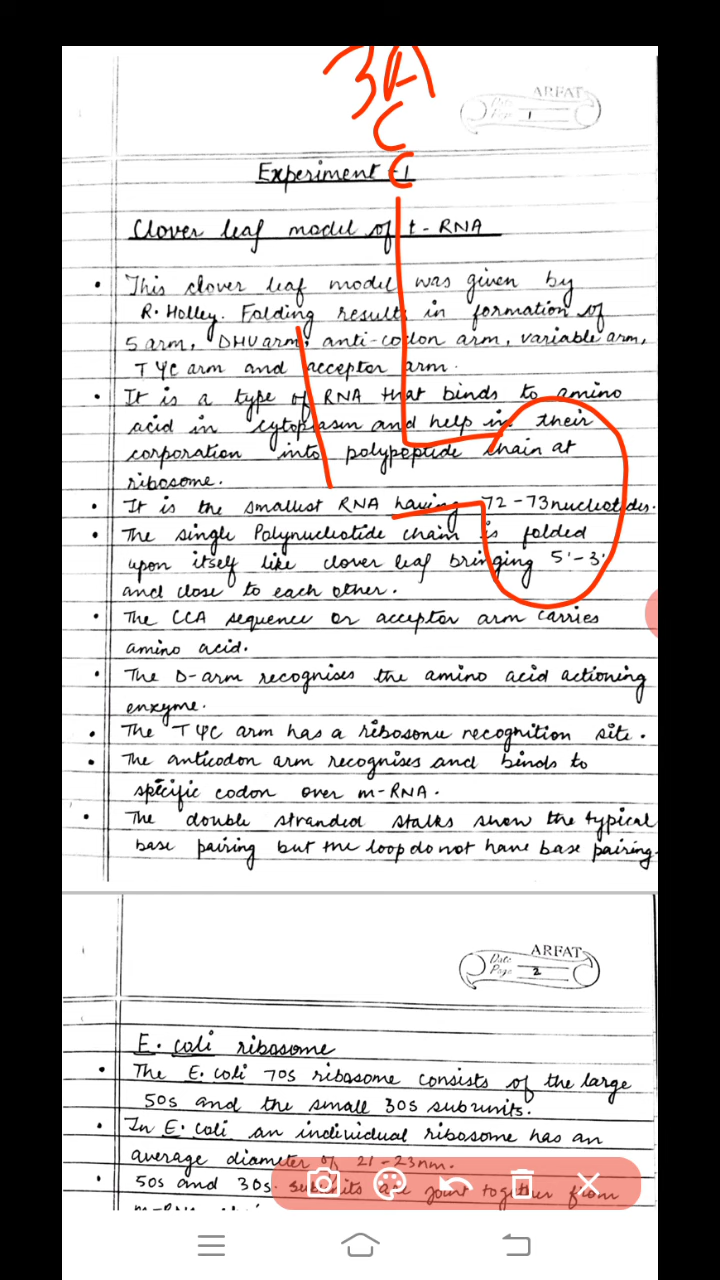 3A
C
C
ARFAT
Date
Page 1
Experiment - 1
Clover leaf model of t - RNA
• This clover leaf model was given by
R. Holley. Folding results in formation of
5 arm, DHU arm, anti-codon arm, variable arm,
TΨC arm and acceptor arm.
• It is a type of RNA that binds to amino
acid in cytoplasm and help in their
corporation into polypeptide chain at
ribosome.
• It is the smallest RNA having 72 - 73 nucleotides.
• The single Polynucleotide chain is folded
upon itself like clover leaf bringing 5' - 3'
and close to each other.
• The CCA sequence or acceptor arm carries
amino acid.
• The D-arm recognises the amino acid actioning
enzyme.
• The TΨC arm has a ribosome recognition site.
• The anticodon arm recognises and binds to
specific codon over m-RNA.
• The double stranded stalks show the typical
base pairing but the loop do not have base pairing.
ARFAT
Date
Page 2
E. coli ribosome
• The E. coli 70s ribosome consists of the large
50s and the small 30s subunits.
• In E. coli an individual ribosome has an
average diameter of 21 - 23nm.
• 50s and 30s. subunits are joint together from